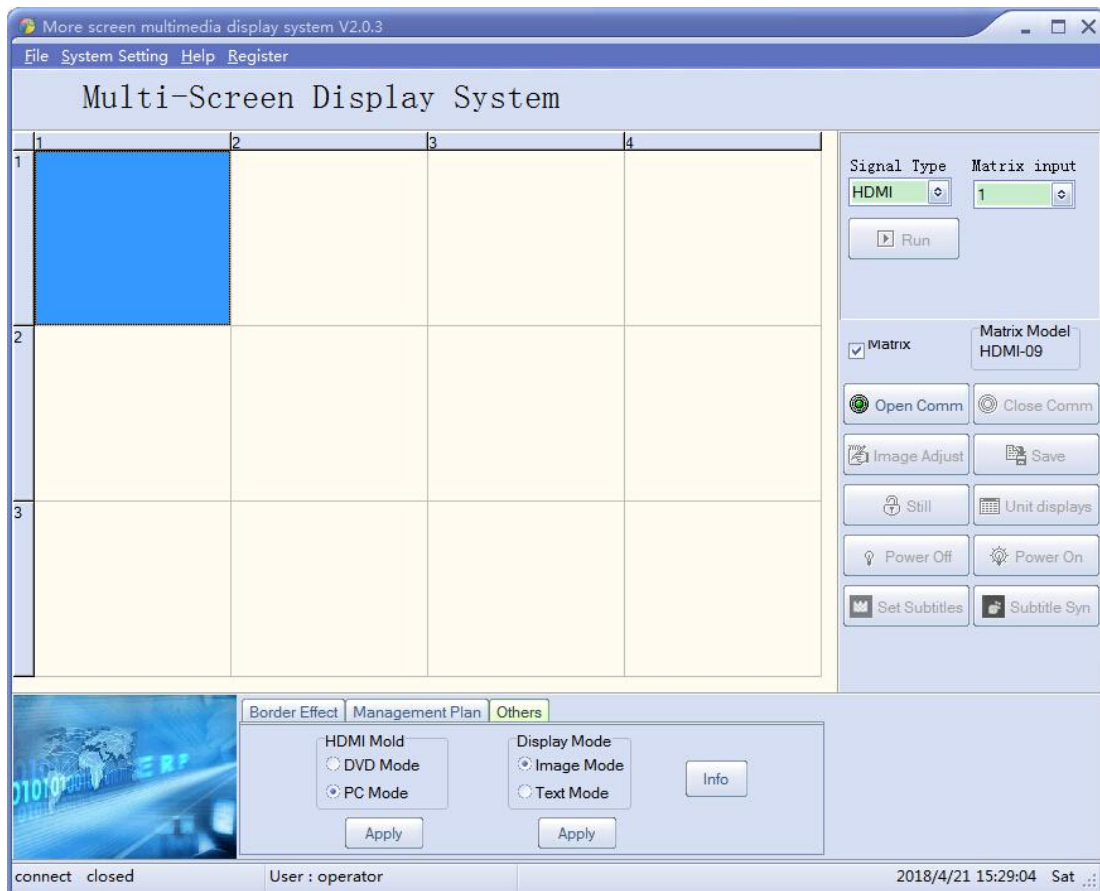 More screen multimedia display system V2.0.3
File System Setting Help Register
Multi-Screen Display System
1 2 3 4
1
2
3
Signal Type Matrix input
HDMI 1
Run
Matrix
Matrix Model
HDMI-09
Open Comm Close Comm
Image Adjust Save
Still Unit displays
Power Off Power On
Set Subtitles Subtitle Syn
Border Effect Management Plan Others
HDMI Mold Display Mode
DVD Mode Image Mode
PC Mode Text Mode
Info
Apply Apply
ERP
connect closed User : operator 2018/4/21 15:29:04 Sat